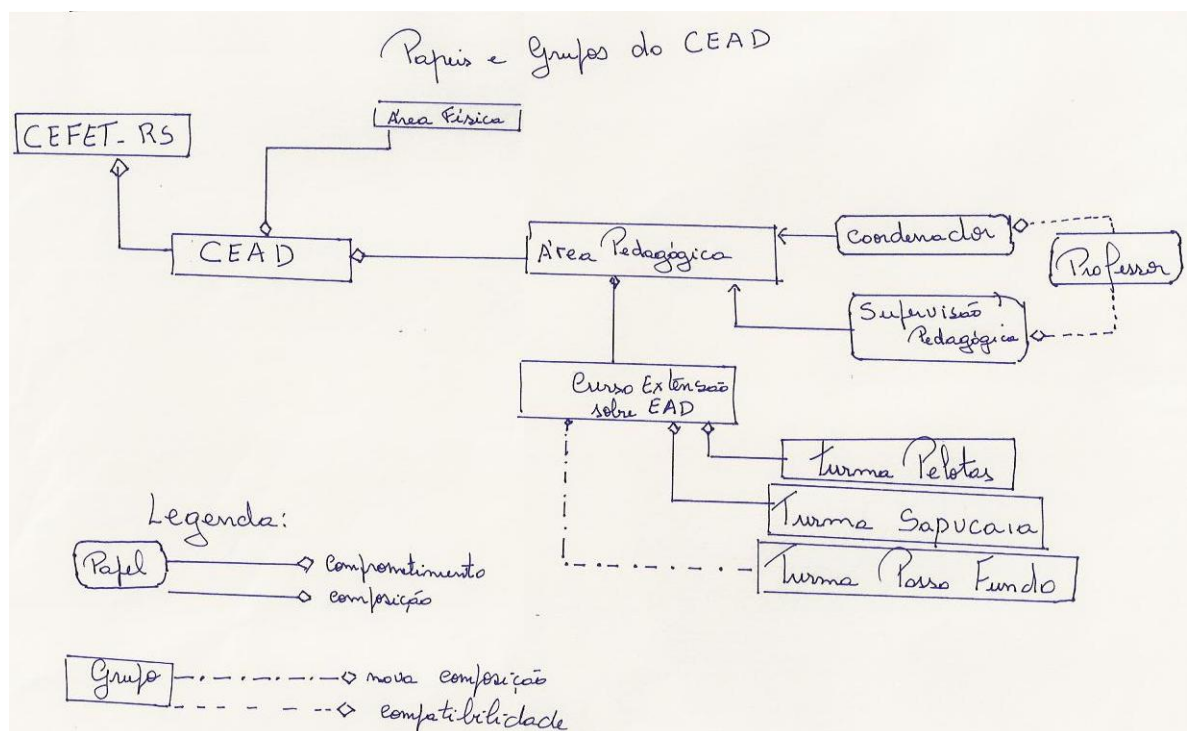 Papeis e Grupos do CEAD
CEFET-RS
Área Física
CEAD
Área Pedagógica
Coordenador
Professor
Supervisão
Pedagógica
Curso Extensão
sobre EAD
Turma Pelotas
Turma Sapucaia
Turma Passo Fundo
Legenda:
Papel
comprometimento
composição
Grupo
nova composição
compatibilidade